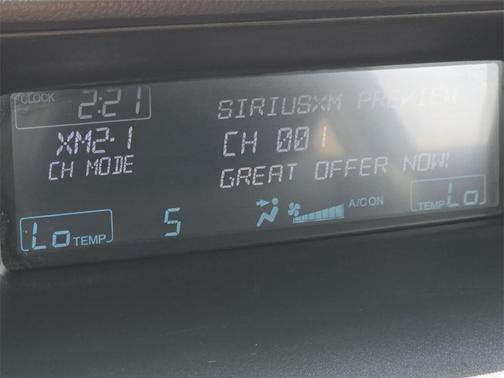 CLOCK 2:21 SIRIUSXM PREVIEW
XM2-1 CH 001
CH MODE GREAT OFFER NOW!
Lo TEMP 5 A/C ON TEMP Lo